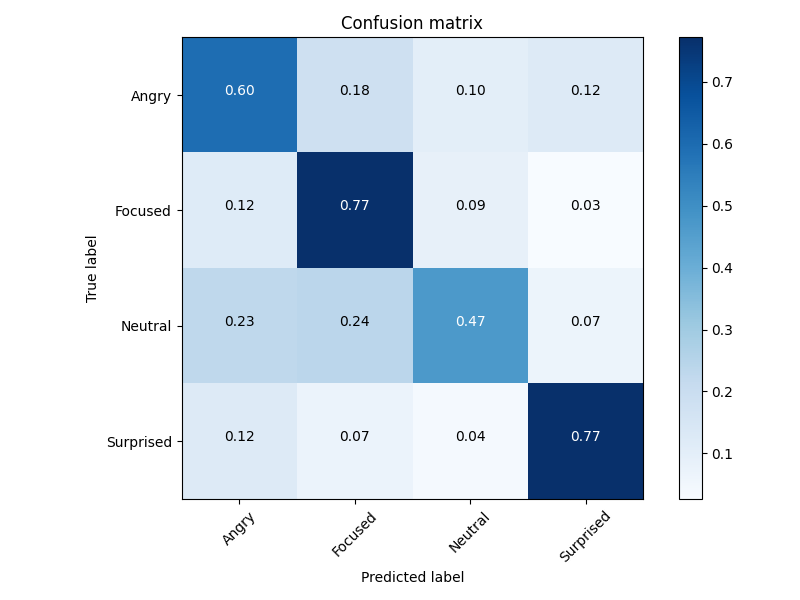 Confusion matrix
Angry 0.60 0.18 0.10 0.12
Focused 0.12 0.77 0.09 0.03
Neutral 0.23 0.24 0.47 0.07
Surprised 0.12 0.07 0.04 0.77
Angry Focused Neutral Surprised
Predicted label
True label
0.7
0.6
0.5
0.4
0.3
0.2
0.1